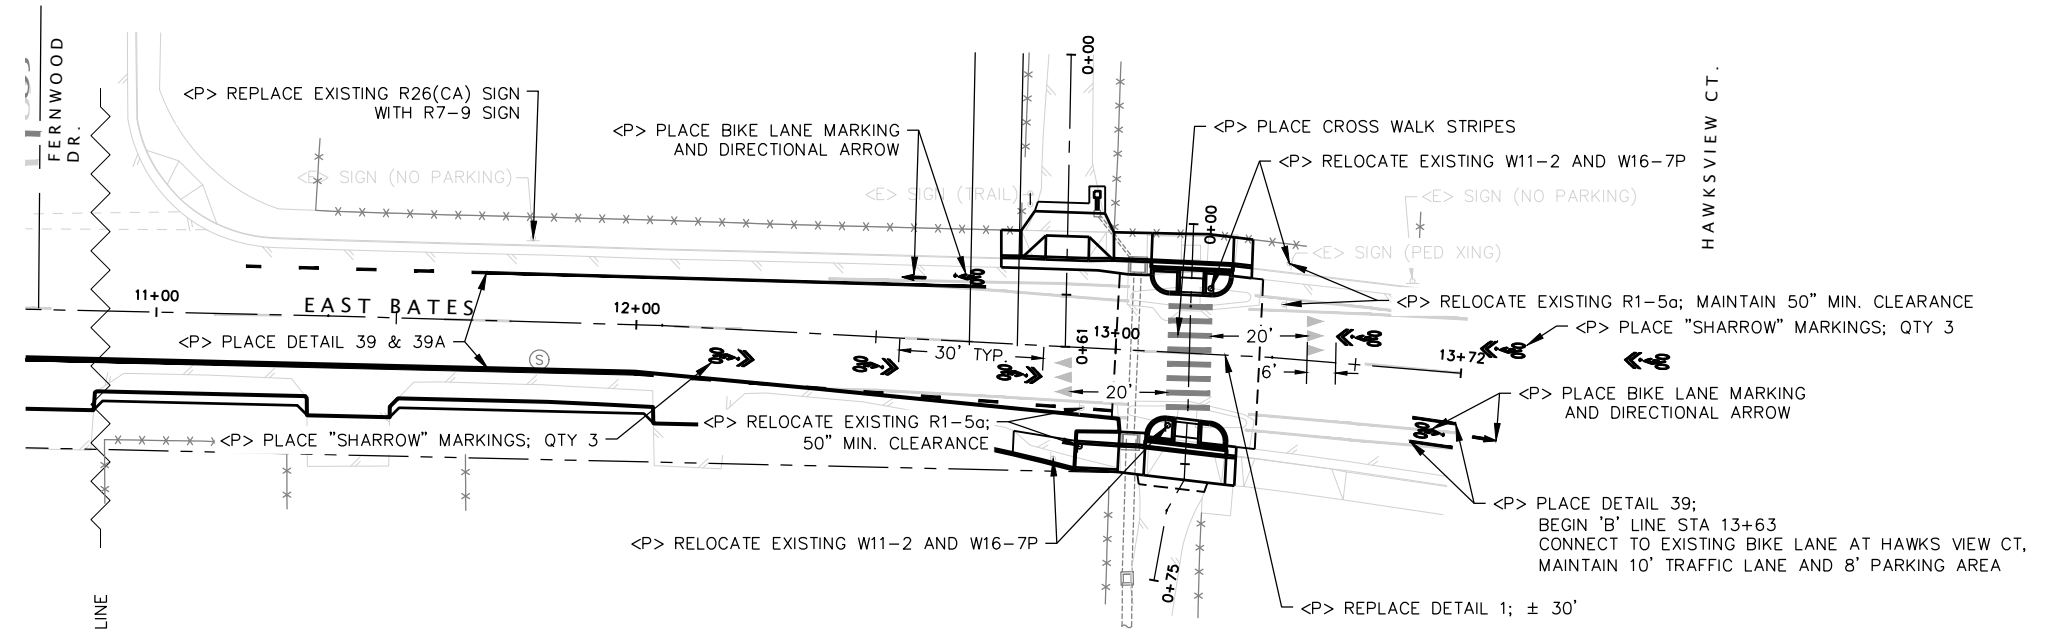 FERNWOOD
DR.
<P> REPLACE EXISTING R26(CA) SIGN
WITH R7-9 SIGN
<E> SIGN (NO PARKING)
<P> PLACE BIKE LANE MARKING
AND DIRECTIONAL ARROW
<E> SIGN (TRAIL)
0+00
<P> PLACE CROSS WALK STRIPES
<P> RELOCATE EXISTING W11-2 AND W16-7P
<E> SIGN (NO PARKING)
0+00
<E> SIGN (PED XING)
HAWKSVIEW CT.
<P> RELOCATE EXISTING R1-5a; MAINTAIN 50" MIN. CLEARANCE
<P> PLACE "SHARROW" MARKINGS; QTY 3
11+00
EAST BATES
12+00
13+00
0+61
13+72
<P> PLACE DETAIL 39 & 39A
S
30' TYP.
20'
6'
20'
<P> PLACE BIKE LANE MARKING
AND DIRECTIONAL ARROW
<P> RELOCATE EXISTING R1-5a;
50" MIN. CLEARANCE
<P> PLACE "SHARROW" MARKINGS; QTY 3
<P> PLACE DETAIL 39;
BEGIN 'B' LINE STA 13+63
CONNECT TO EXISTING BIKE LANE AT HAWKS VIEW CT,
MAINTAIN 10' TRAFFIC LANE AND 8' PARKING AREA
<P> RELOCATE EXISTING W11-2 AND W16-7P
0+75
<P> REPLACE DETAIL 1; ± 30'
LINE